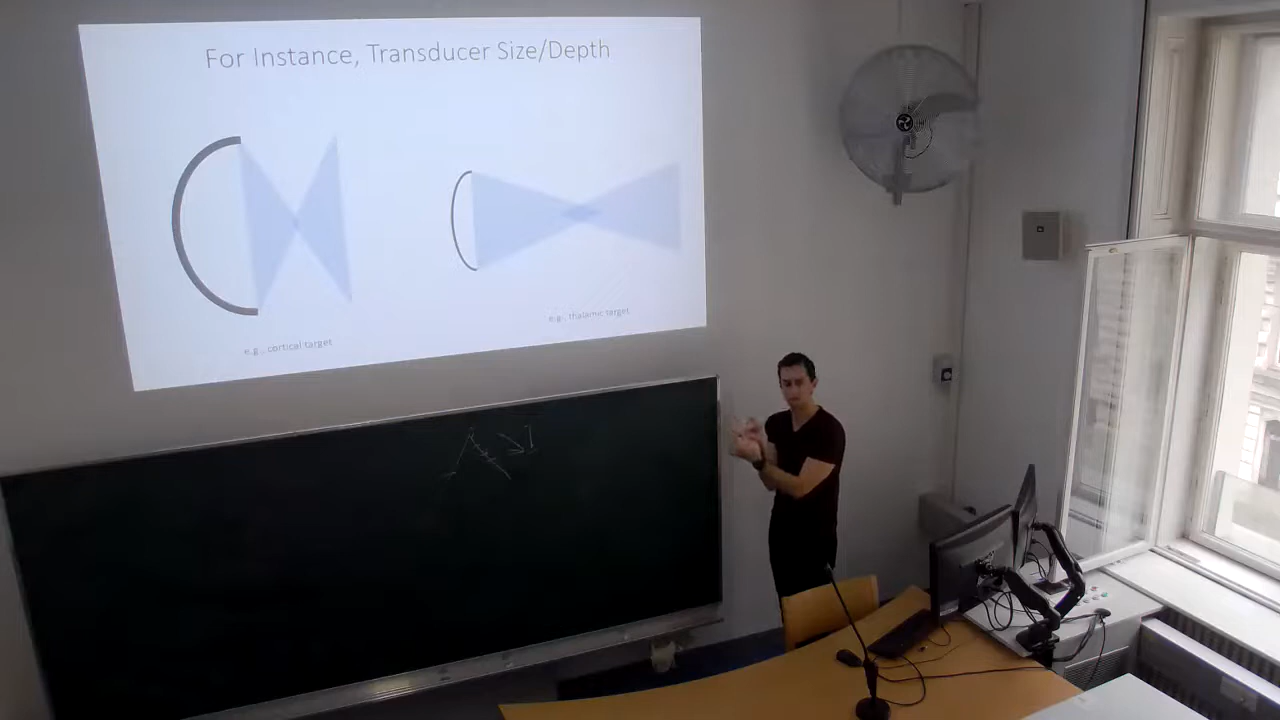 For Instance, Transducer Size/Depth
e.g., cortical target
e.g., thalamic target